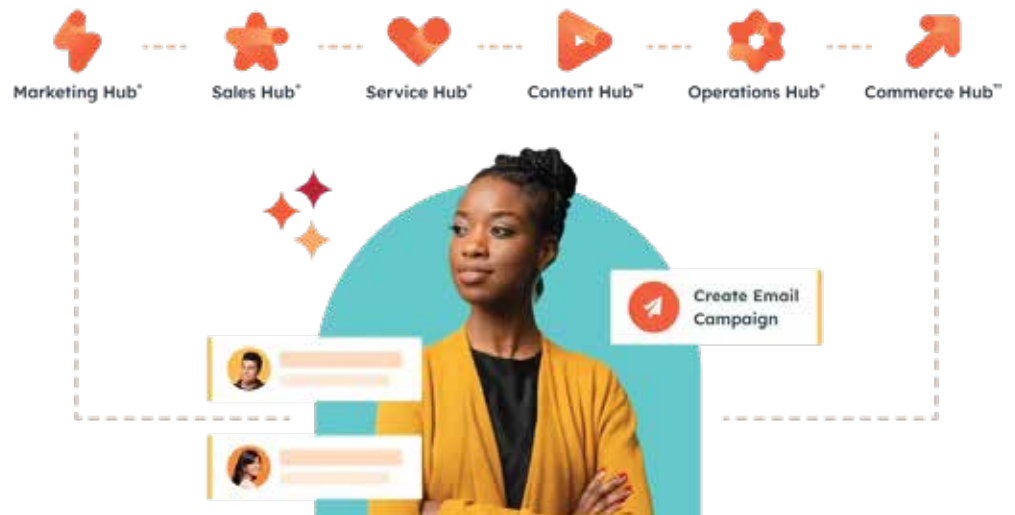 Marketing Hub®
Sales Hub®
Service Hub®
Content Hub™
Operations Hub®
Commerce Hub™
Create Email
Campaign